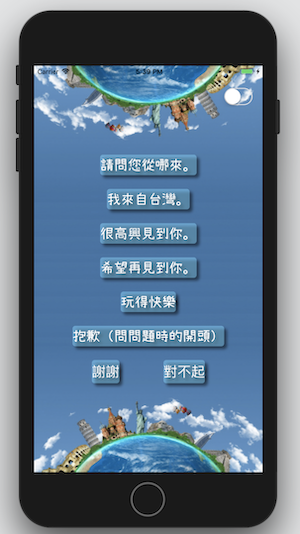 Carrier 5:39 PM
請問您從哪來。
我來自台灣。
很高興見到你。
希望再見到你。
玩得快樂
抱歉（問問題時的開頭）
謝謝 對不起